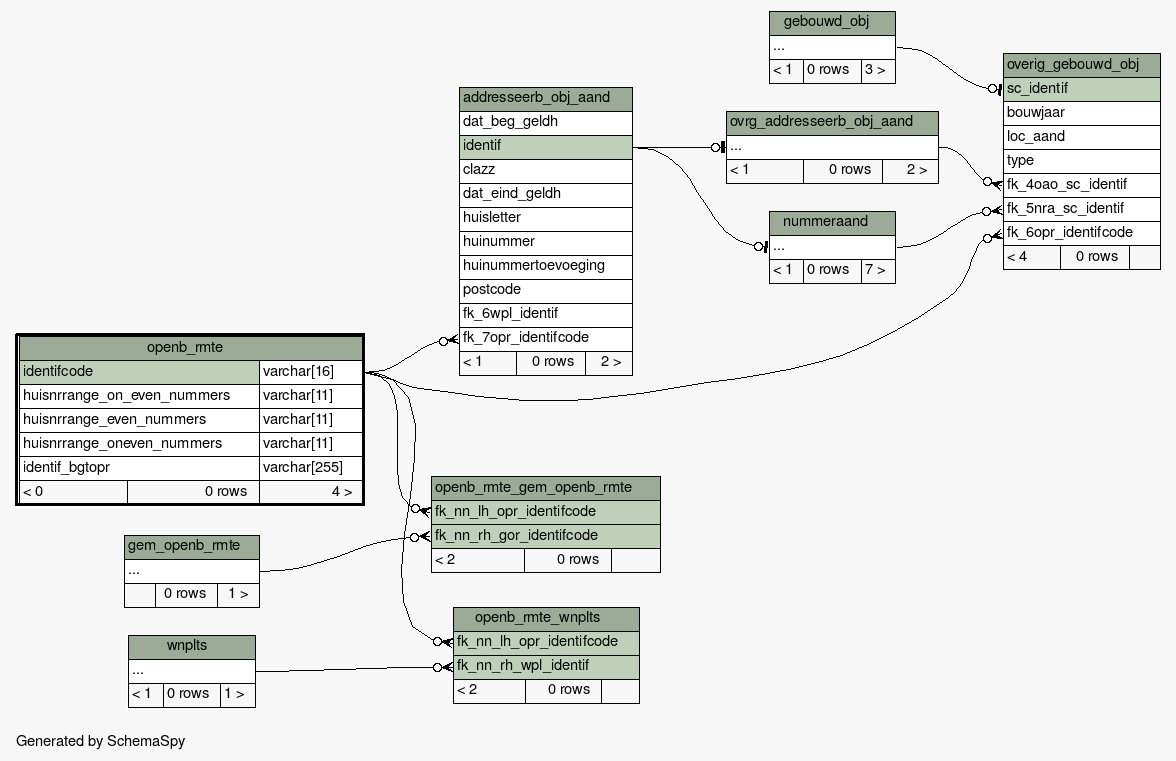 gebouwd_obj
...
< 1 0 rows 3 >
overig_gebouwd_obj
sc_identif
bouwjaar
loc_aand
type
fk_4oao_sc_identif
fk_5nra_sc_identif
fk_6opr_identifcode
< 4 0 rows
addresseerb_obj_aand
dat_beg_geldh
identif
clazz
dat_eind_geldh
huisletter
huinummer
huinummertoevoeging
postcode
fk_6wpl_identif
fk_7opr_identifcode
< 1 0 rows 2 >
ovrg_addresseerb_obj_aand
...
< 1 0 rows 2 >
nummeraand
...
< 1 0 rows 7 >
openb_rmte
identifcode varchar[16]
huisnrrange_on_even_nummers varchar[11]
huisnrrange_even_nummers varchar[11]
huisnrrange_oneven_nummers varchar[11]
identif_bgtopr varchar[255]
< 0 0 rows 4 >
openb_rmte_gem_openb_rmte
fk_nn_lh_opr_identifcode
fk_nn_rh_gor_identifcode
< 2 0 rows
gem_openb_rmte
...
0 rows 1 >
openb_rmte_wnplts
fk_nn_lh_opr_identifcode
fk_nn_rh_wpl_identif
< 2 0 rows
wnplts
...
< 1 0 rows 1 >
Generated by SchemaSpy